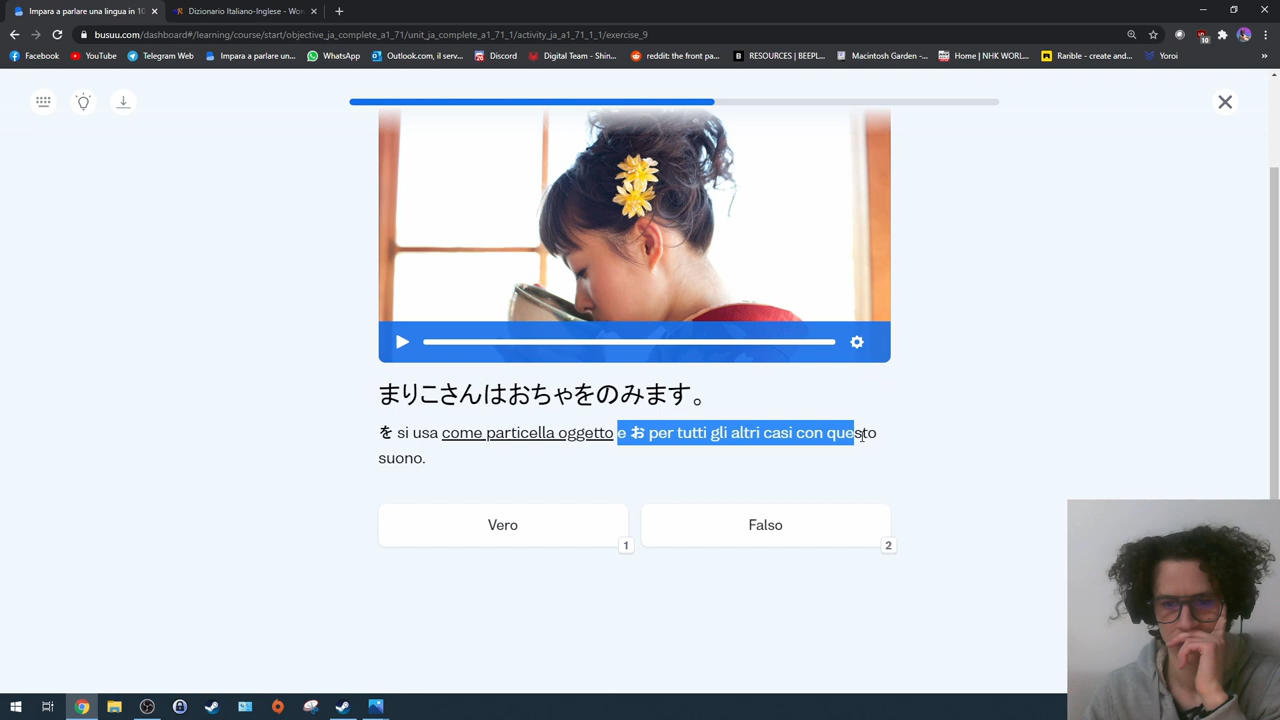 Impara a parlare una lingua in 10
Dizionario Italiano-Inglese - Wor
busuu.com/dashboard#/learning/course/start/objective_ja_complete_a1_71/unit_ja_complete_a1_71_1/activity_ja_a1_71_1_1/exercise_9
10
Facebook
YouTube
Telegram Web
Impara a parlare un...
WhatsApp
Outlook.com, il serv...
Discord
Digital Team - Shin...
reddit: the front pa...
RESOURCES | BEEPL...
Macintosh Garden -...
Home | NHK WORL...
Rarible - create and...
Yoroi
まりこさんはおちゃをのみます。
を si usa come particella oggetto e お per tutti gli altri casi con questo
suono.
Vero
1
Falso
2